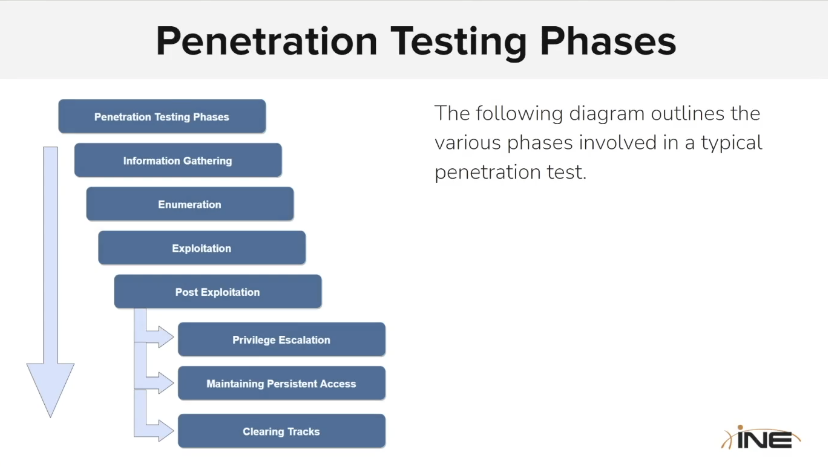 Penetration Testing Phases
Penetration Testing Phases
Information Gathering
Enumeration
Exploitation
Post Exploitation
Privilege Escalation
Maintaining Persistent Access
Clearing Tracks
The following diagram outlines the
various phases involved in a typical
penetration test.
iNE